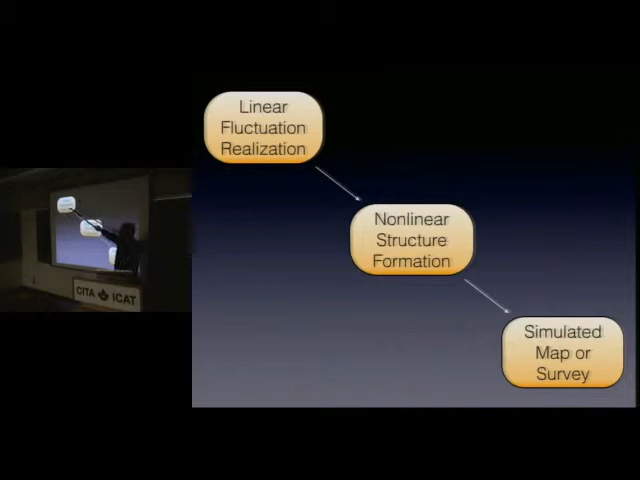 Linear
Fluctuation
Realization
Nonlinear
Structure
Formation
Simulated
Map or
Survey
CITA ICAT